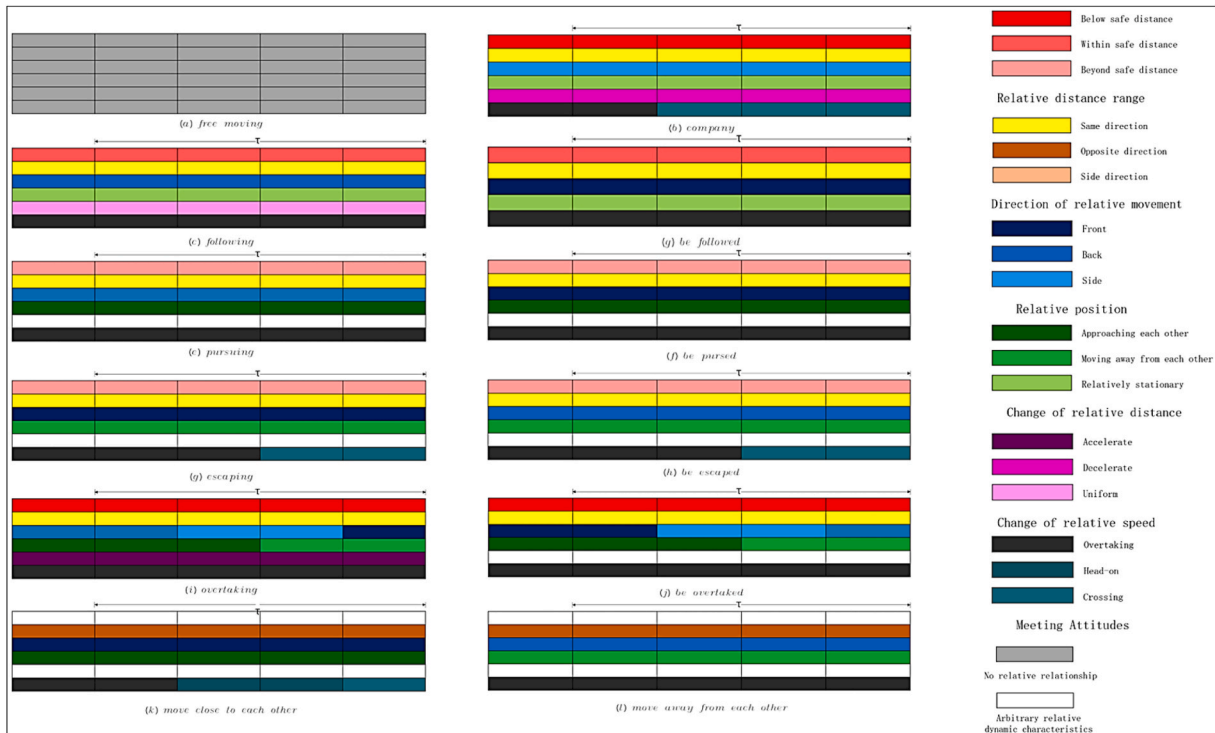 τ
(a) free moving
(b) company
τ
τ
(c) following
(g) be followed
τ
τ
(e) pursuing
(f) be pursed
τ
τ
(g) escaping
(h) be escaped
τ
τ
(i) overtaking
(j) be overtaked
τ
τ
(k) move close to each other
(l) move away from each other
Below safe distance
Within safe distance
Beyond safe distance
Relative distance range
Same direction
Opposite direction
Side direction
Direction of relative movement
Front
Back
Side
Relative position
Approaching each other
Moving away from each other
Relatively stationary
Change of relative distance
Accelerate
Decelerate
Uniform
Change of relative speed
Overtaking
Head-on
Crossing
Meeting Attitudes
No relative relationship
Arbitrary relative
dynamic characteristics